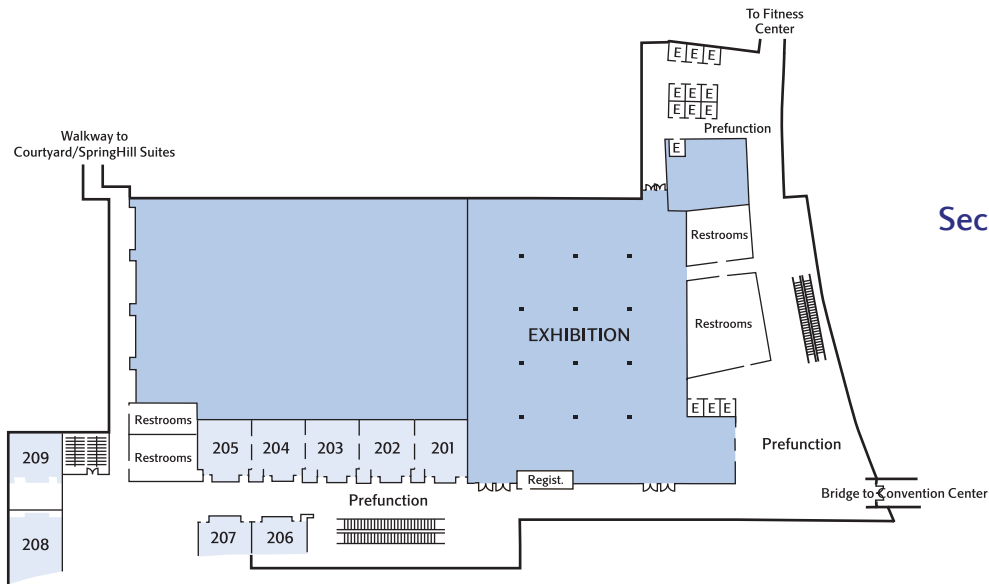 To Fitness
Center
E E E
E E E
E E E
Prefunction
E
Walkway to
Courtyard/SpringHill Suites
Sec
Restrooms
Restrooms
EXHIBITION
E E E
Restrooms
Restrooms
205 204 203 202 201
Prefunction
209
Regist.
Bridge to Convention Center
Prefunction
207 206
208